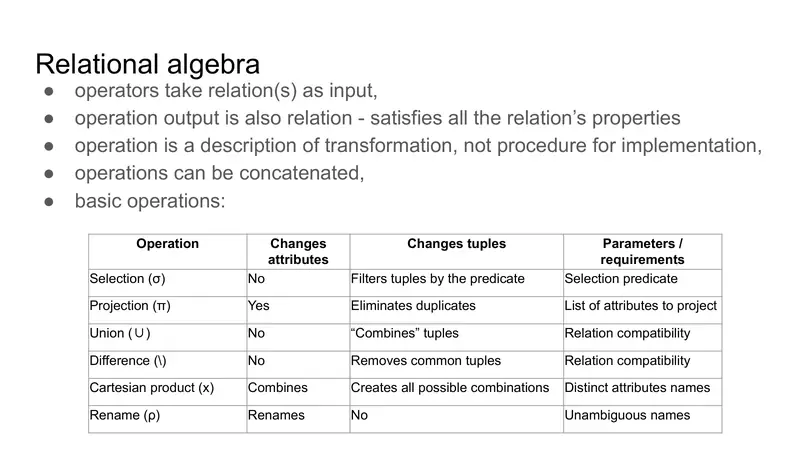 Relational algebra
● operators take relation(s) as input,
● operation output is also relation - satisfies all the relation’s properties
● operation is a description of transformation, not procedure for implementation,
● operations can be concatenated,
● basic operations:
Operation Changes attributes Changes tuples Parameters / requirements
Selection (σ) No Filters tuples by the predicate Selection predicate
Projection (π) Yes Eliminates duplicates List of attributes to project
Union (∪) No “Combines” tuples Relation compatibility
Difference (\) No Removes common tuples Relation compatibility
Cartesian product (x) Combines Creates all possible combinations Distinct attributes names
Rename (ρ) Renames No Unambiguous names